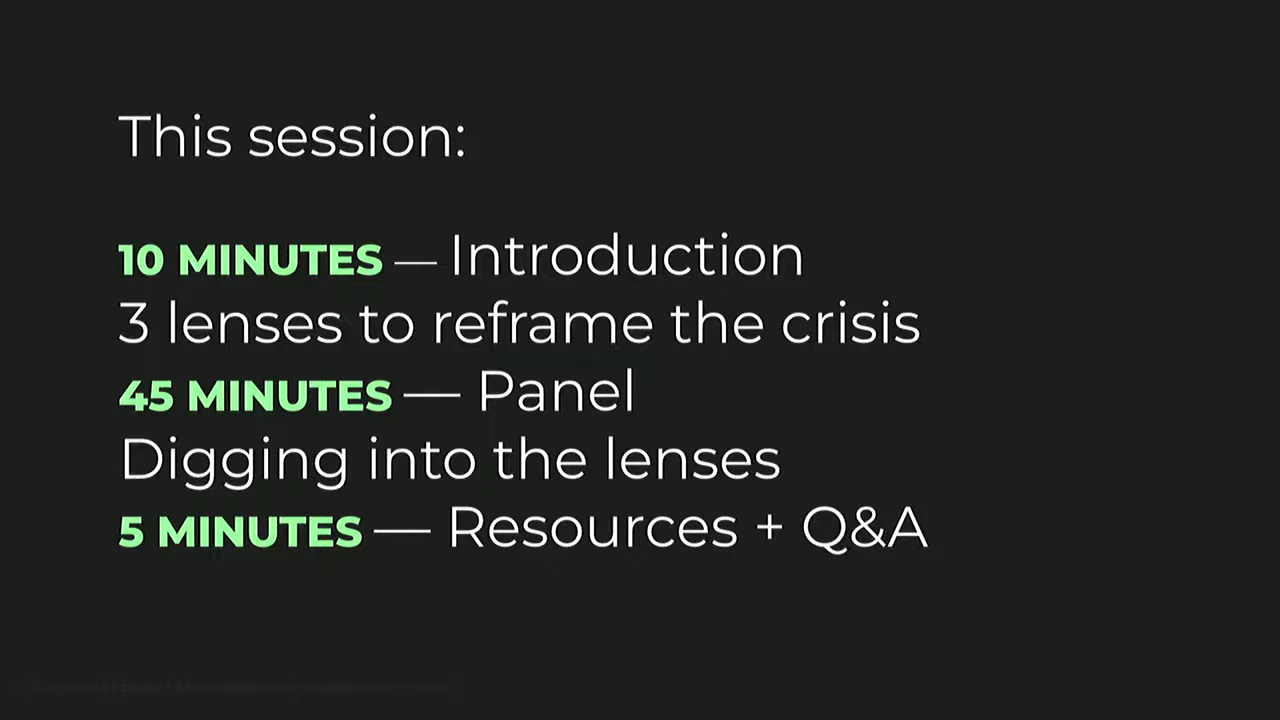 This session:
10 MINUTES — Introduction
3 lenses to reframe the crisis
45 MINUTES — Panel
Digging into the lenses
5 MINUTES — Resources + Q&A